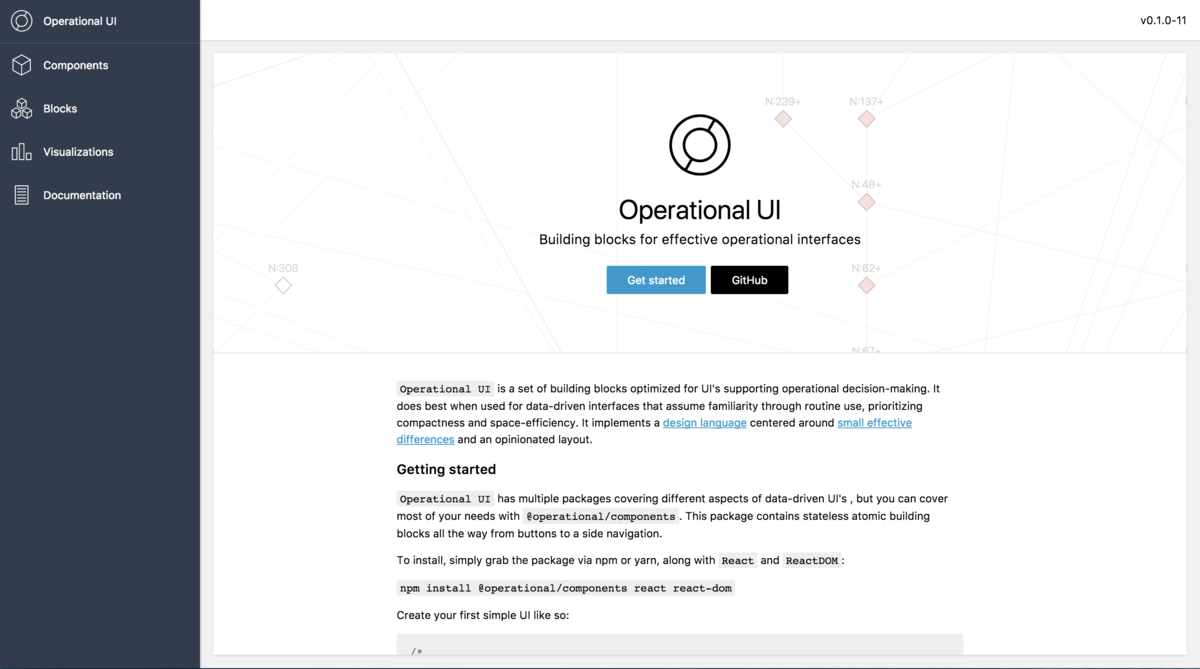 Operational UI
v0.1.0-11
Components
Blocks
Visualizations
Documentation
N:239+
N:137+
N:48+
N:308
N:62+
N:67+
Operational UI
Building blocks for effective operational interfaces
Get started
GitHub
Operational UI is a set of building blocks optimized for UI's supporting operational decision-making. It
does best when used for data-driven interfaces that assume familiarity through routine use, prioritizing
compactness and space-efficiency. It implements a design language centered around small effective
differences and an opinionated layout.
Getting started
Operational UI has multiple packages covering different aspects of data-driven UI's , but you can cover
most of your needs with @operational/components. This package contains stateless atomic building
blocks all the way from buttons to a side navigation.
To install, simply grab the package via npm or yarn, along with React and ReactDOM:
npm install @operational/components react react-dom
Create your first simple UI like so:
/*